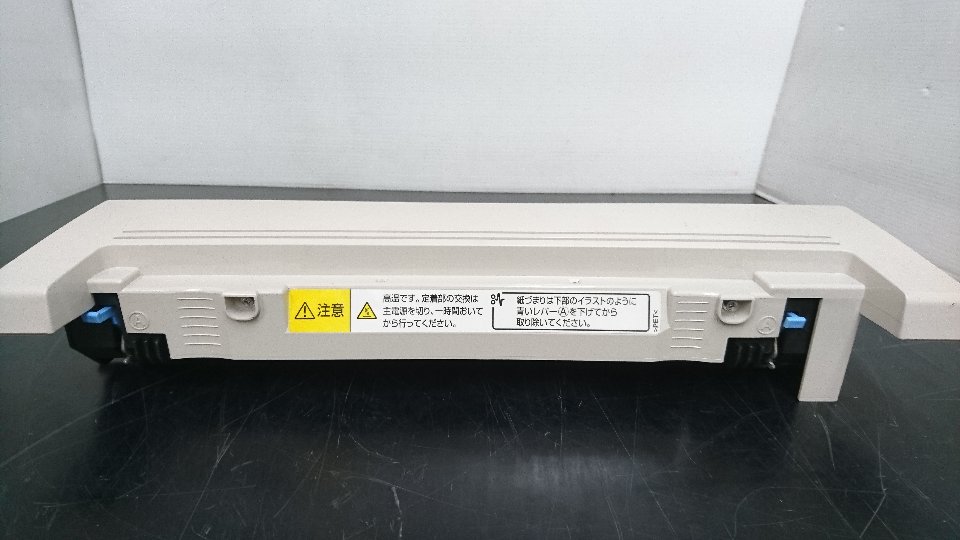 注意
高温です。定着部の交換は
主電源を切り、一時間おいて
から行ってください。
紙づまりは下部のイラストのように
青いレバー(A)を下げてから
取り除いてください。
>PET<
A
A